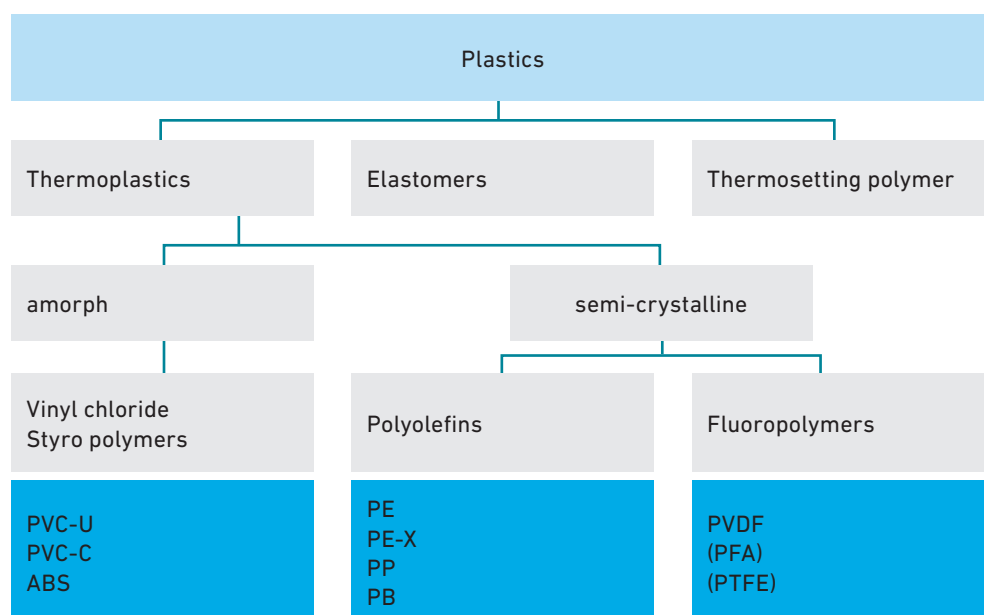 Plastics
Thermoplastics
Elastomers
Thermosetting polymer
amorph
semi-crystalline
Vinyl chloride
Styro polymers
Polyolefins
Fluoropolymers
PVC-U
PVC-C
ABS
PE
PE-X
PP
PB
PVDF
(PFA)
(PTFE)